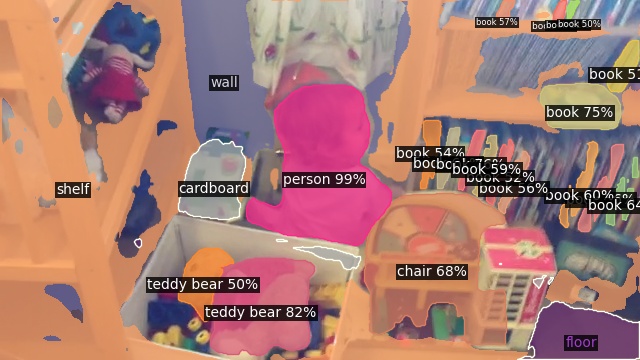 book 57%
book 50%
wall
book 51
book 75%
book 54%
book 59%
book 56%
shelf
cardboard
person 99%
book 60%
book 64
chair 68%
teddy bear 50%
teddy bear 82%
floor